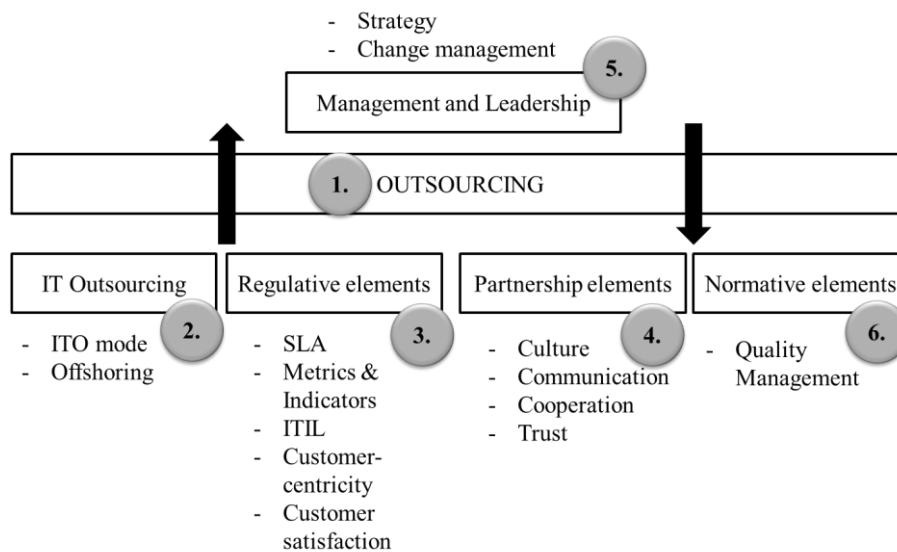 - Strategy
- Change management
5.
Management and Leadership
1. OUTSOURCING
IT Outsourcing
2.
- ITO mode
- Offshoring
Regulative elements
3.
- SLA
- Metrics &
Indicators
- ITIL
- Customer-
centricity
- Customer
satisfaction
Partnership elements
4.
- Culture
- Communication
- Cooperation
- Trust
Normative elements
6.
- Quality
Management